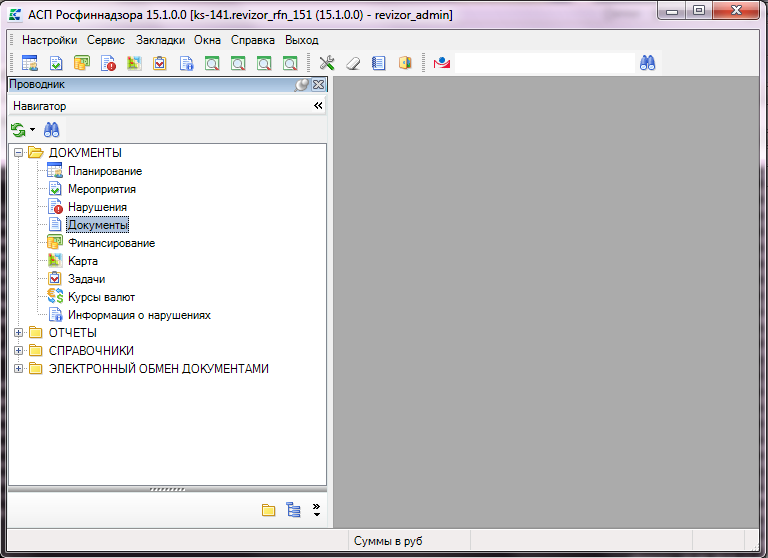 АСП Росфиннадзора 15.1.0.0 [ks-141.revizor_rfn_151 (15.1.0.0) - revizor_admin]
Настройки Сервис Закладки Окна Справка Выход
Проводник
Навигатор
ДОКУМЕНТЫ
Планирование
Мероприятия
Нарушения
Документы
Финансирование
Карта
Задачи
Курсы валют
Информация о нарушениях
ОТЧЕТЫ
СПРАВОЧНИКИ
ЭЛЕКТРОННЫЙ ОБМЕН ДОКУМЕНТАМИ
Суммы в руб